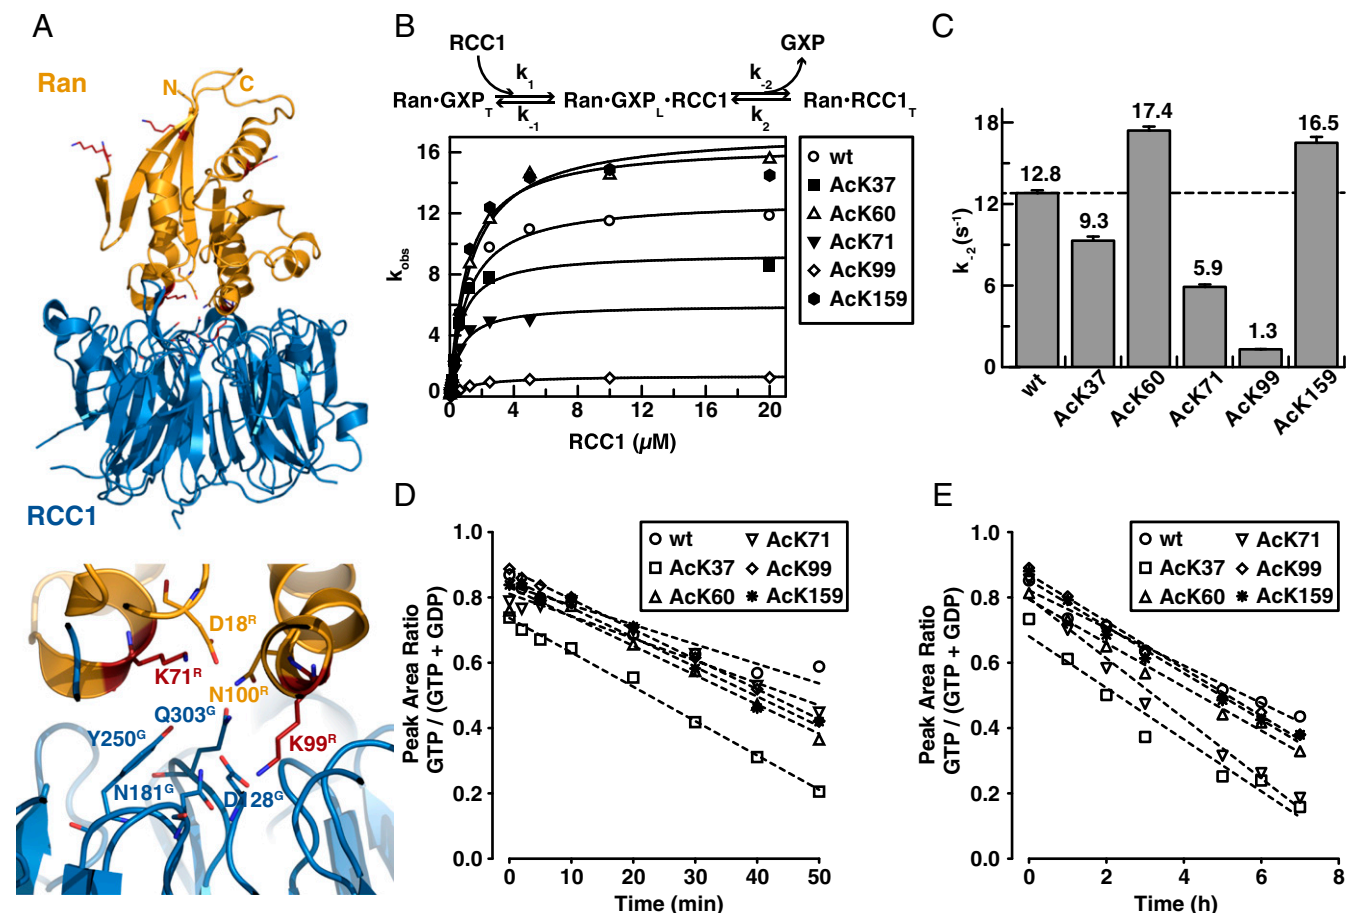 A
Ran
N
C
RCC1
D18R
K71R
N100R
Q303G
Y250G
K99R
N181G
D128G
B
RCC1
GXP
k1
k-2
Ran•GXPT
Ran•GXPL•RCC1
Ran•RCC1T
k-1
k2
kobs
16
12
8
4
0
0
4
8
12
16
20
RCC1 (µM)
wt
AcK37
AcK60
AcK71
AcK99
AcK159
C
k-2 (s-1)
18
12
6
0
12.8
9.3
17.4
5.9
1.3
16.5
wt
AcK37
AcK60
AcK71
AcK99
AcK159
D
Peak Area Ratio
GTP / (GTP + GDP)
1.0
0.8
0.6
0.4
0.2
0.0
wt
AcK37
AcK60
AcK71
AcK99
AcK159
0
10
20
30
40
50
Time (min)
E
Peak Area Ratio
GTP / (GTP + GDP)
1.0
0.8
0.6
0.4
0.2
0.0
wt
AcK37
AcK60
AcK71
AcK99
AcK159
0
2
4
6
8
Time (h)